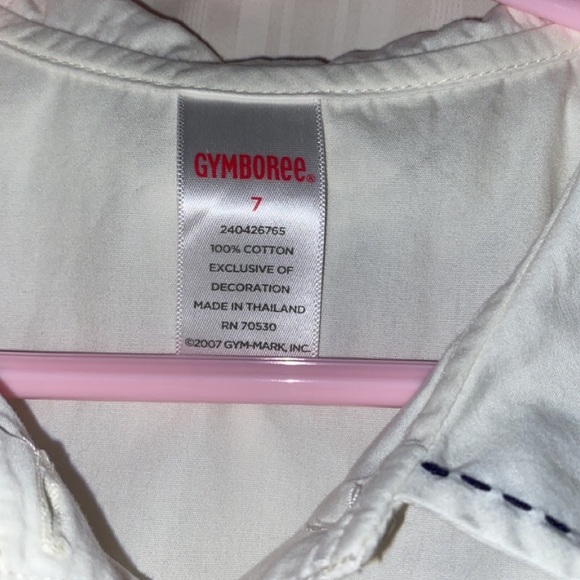 GYMBOREE®
7
240426765
100% COTTON
EXCLUSIVE OF
DECORATION
MADE IN THAILAND
RN 70530
©2007 GYM-MARK, INC.